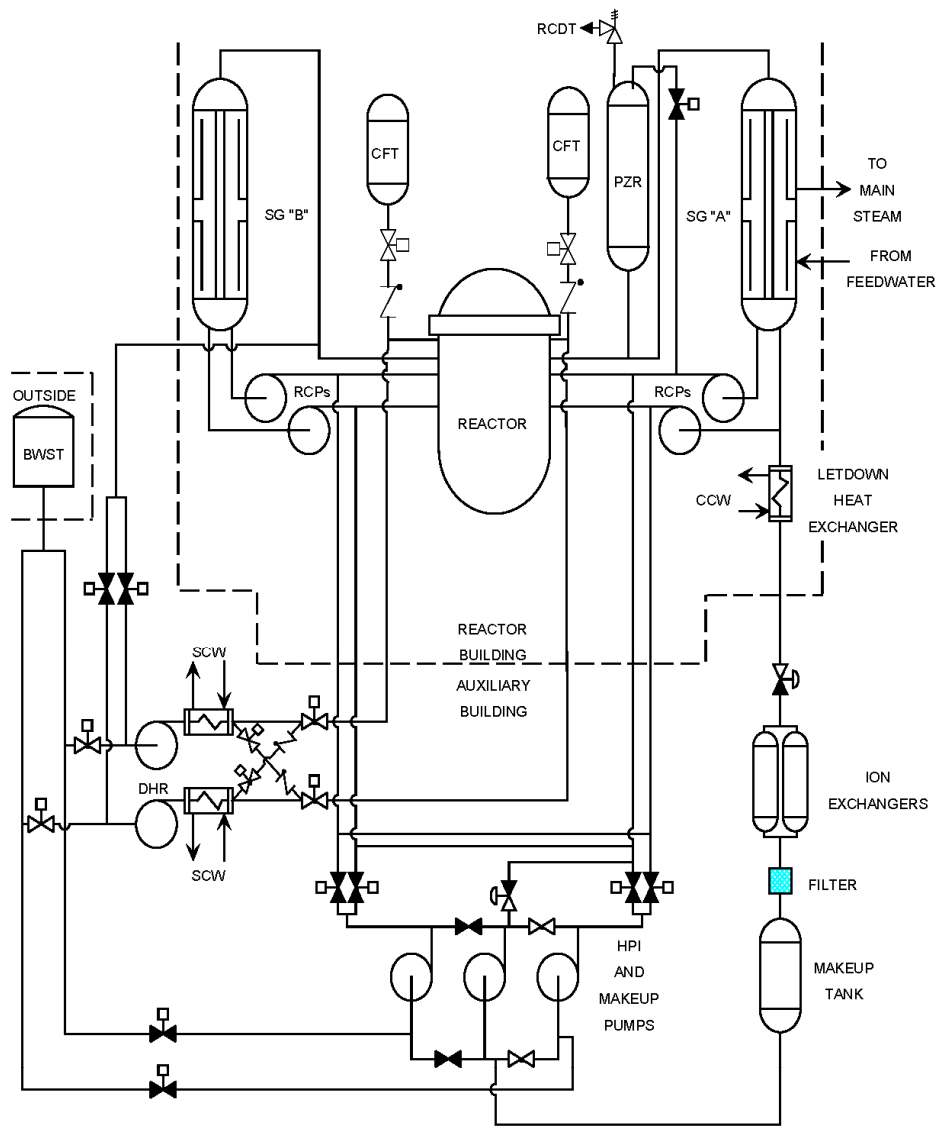 RCDT
CFT
CFT
PZR
SG "B"
SG "A"
TO
MAIN
STEAM
FROM
FEEDWATER
OUTSIDE
BWST
RCPs
RCPs
REACTOR
CCW
LETDOWN
HEAT
EXCHANGER
REACTOR
BUILDING
AUXILIARY
BUILDING
SCW
DHR
SCW
ION
EXCHANGERS
FILTER
HPI
AND
MAKEUP
PUMPS
MAKEUP
TANK